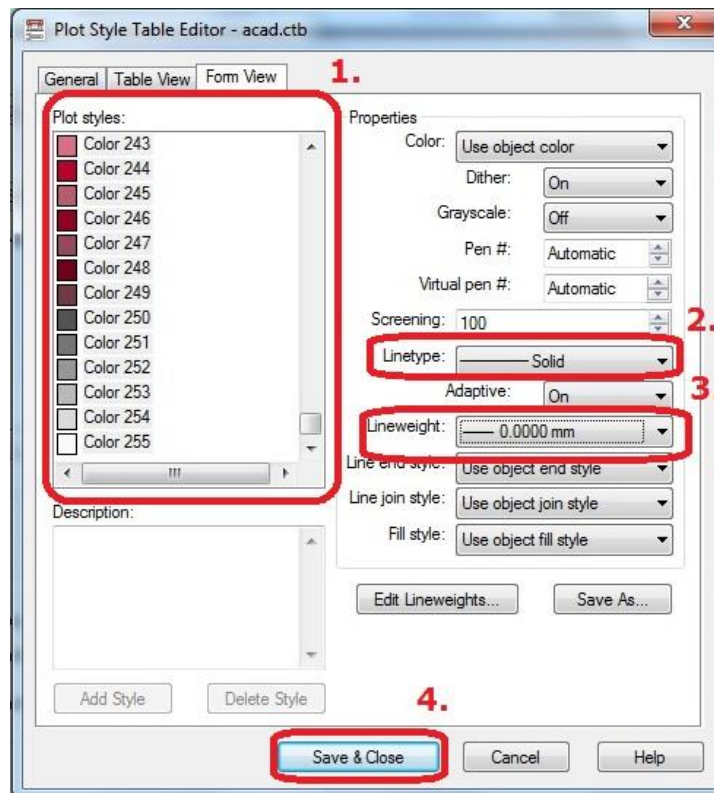 Plot Style Table Editor - acad.ctb
General Table View Form View
1.
Plot styles:
Color 243
Color 244
Color 245
Color 246
Color 247
Color 248
Color 249
Color 250
Color 251
Color 252
Color 253
Color 254
Color 255
Description:
Add Style Delete Style
Properties
Color: Use object color
Dither: On
Grayscale: Off
Pen #: Automatic
Virtual pen #: Automatic
Screening: 100
2.
Linetype: Solid
Adaptive: On
3
Lineweight: 0.0000 mm
Line end style: Use object end style
Line join style: Use object join style
Fill style: Use object fill style
Edit Lineweights... Save As...
4.
Save & Close Cancel Help